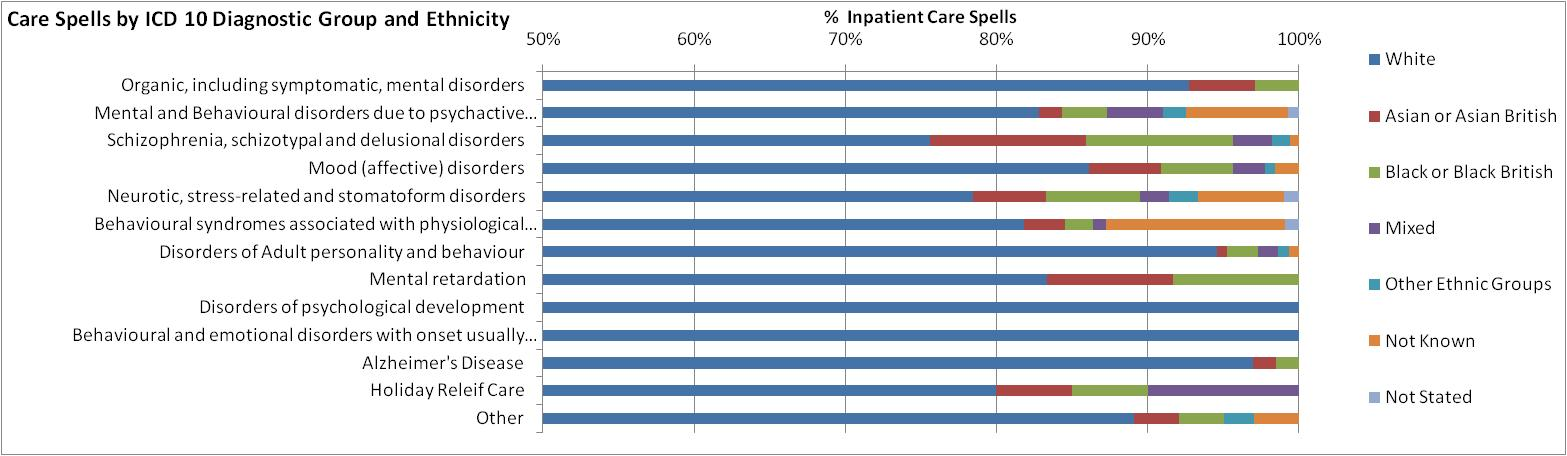 Care Spells by ICD 10 Diagnostic Group and Ethnicity
% Inpatient Care Spells
50% 60% 70% 80% 90% 100%
Organic, including symptomatic, mental disorders
Mental and Behavioural disorders due to psychactive...
Schizophrenia, schizotypal and delusional disorders
Mood (affective) disorders
Neurotic, stress-related and stomatoform disorders
Behavioural syndromes associated with physiological...
Disorders of Adult personality and behaviour
Mental retardation
Disorders of psychological development
Behavioural and emotional disorders with onset usually...
Alzheimer's Disease
Holiday Releif Care
Other
White
Asian or Asian British
Black or Black British
Mixed
Other Ethnic Groups
Not Known
Not Stated